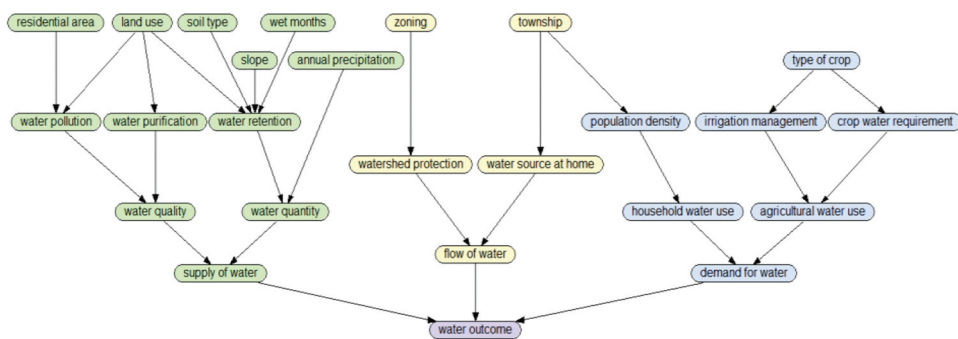 residential area
land use
soil type
wet months
zoning
township
slope
annual precipitation
type of crop
water pollution
water purification
water retention
population density
irrigation management
crop water requirement
watershed protection
water source at home
water quality
water quantity
household water use
agricultural water use
flow of water
supply of water
demand for water
water outcome